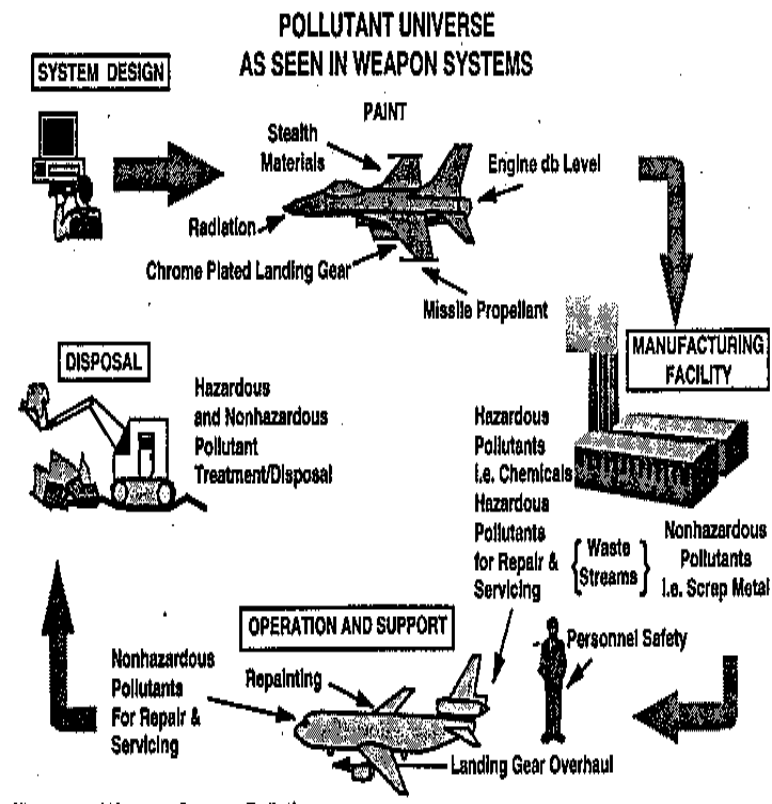 POLLUTANT UNIVERSE
AS SEEN IN WEAPON SYSTEMS
SYSTEM DESIGN
PAINT
Stealth
Materials
Engine db Level
Radiation
Chrome Plated Landing Gear
Missile Propellant
MANUFACTURING
FACILITY
DISPOSAL
Hazardous
and Nonhazardous
Pollutant
Treatment/Disposal
Hazardous
Pollutants
i.e. Chemicals
Hazardous
Pollutants
for Repair &
Servicing
Waste
Streams
Nonhazardous
Pollutants
i.e. Scrap Metal
OPERATION AND SUPPORT
Personnel Safety
Nonhazardous
Pollutants
For Repair &
Servicing
Repainting
Landing Gear Overhaul